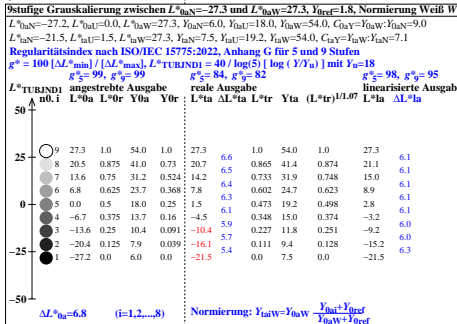 9stufige Grauskalierung zwischen L*0aN=−27.3 und L*0aW=27.3, Y0ref=1.8, Normierung Weiß W
L*0aN=−27.2, L*0aU=0.0, L*0aW=27.3, Y0aN=6.0, Y0aU=18.0, Y0aW=54.0, C0aY=Y0aW:Y0aN=9.0
L*taN=−21.5, L*taU=1.5, L*taW=27.3, YtaN=7.5, YtaU=19.2, YtaW=54.0, CtaY=YtaW:YtaN=7.1
Regularitätsindex nach ISO/IEC 15775:2022, Anhang G für 5 und 9 Stufen
g* = 100 [ΔL*min] / [ΔL*max], L*TUBJND1 = 40 / log(5) [ log ( Y/Yu ) ] mit Yu=18
g*5= 99, g*9= 99 g*5= 84, g*9= 82 g*5= 98, g*9= 95
L*TUBJND1 angestrebte Ausgabe reale Ausgabe linearisierte Ausgabe
n0. i L*0a L*0r Y0a Y0r L*ta ΔL*ta L*tr Yta (L*tr)1/1.07 L*la ΔL*la
50
9 27.3 1.0 54.0 1.0 27.3 1.0 54.0 1.0 27.3
6.6 6.1
8 20.5 0.875 41.0 0.73 20.7 0.865 41.4 0.874 21.1
25
6.5 6.1
7 13.6 0.75 31.2 0.524 14.2 0.733 31.9 0.748 15.0
6.4 6.1
6 6.8 0.625 23.7 0.368 7.8 0.602 24.7 0.623 8.9
6.3 6.1
0
5 0.0 0.5 18.0 0.25 1.5 0.473 19.2 0.498 2.8
6.1 6.1
4 −6.7 0.375 13.7 0.16 −4.5 0.348 15.0 0.374 −3.2
5.9 6.0
3 −13.6 0.25 10.4 0.091 −10.4 0.227 11.8 0.251 −9.2
5.7 6.0
2 −20.4 0.125 7.9 0.039 −16.1 0.111 9.4 0.128 −15.2
−25
5.4 6.3
1 −27.2 0.0 6.0 0.0 −21.5 0.0 7.5 0.0 −21.5
−50
ΔL*0a=6.8 (i=1,2,...,8) Normierung: YtaiW=Y0aW Y0ai+Y0ref
Y0aW+Y0ref